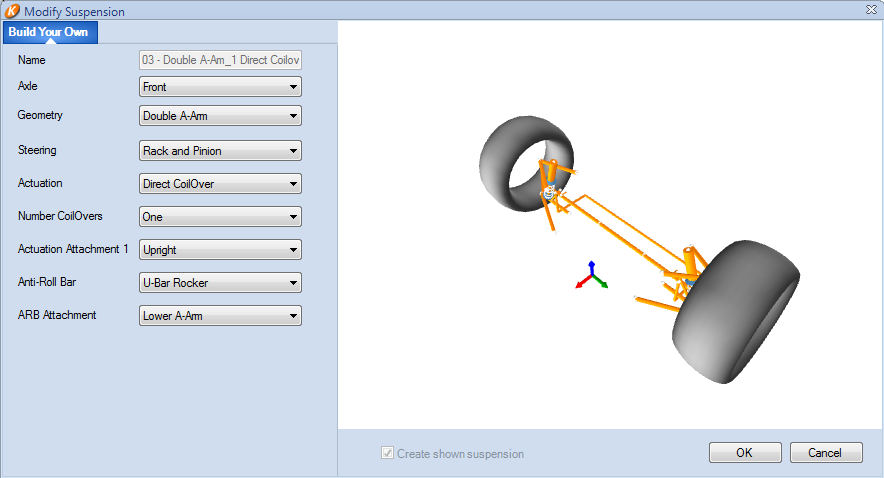 Modify Suspension
Build Your Own
Name 03 - Double A-Am_1 Direct Coilov
Axle Front
Geometry Double A-Arm
Steering Rack and Pinion
Actuation Direct CoilOver
Number CoilOvers One
Actuation Attachment 1 Upright
Anti-Roll Bar U-Bar Rocker
ARB Attachment Lower A-Arm
Create shown suspension
OK Cancel